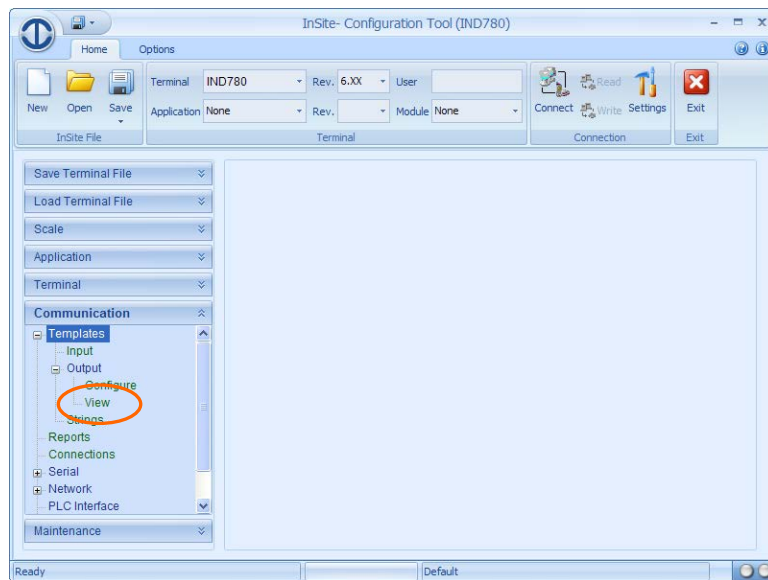 InSite- Configuration Tool (IND780)
Home Options
Terminal IND780 Rev. 6.XX User
New Open Save Application None Rev. Module None Connect Read Write Settings Exit
InSite File Terminal Connection Exit
Save Terminal File
Load Terminal File
Scale
Application
Terminal
Communication
Templates
Input
Output
Configure
View
Strings
Reports
Connections
Serial
Network
PLC Interface
Maintenance
Ready Default